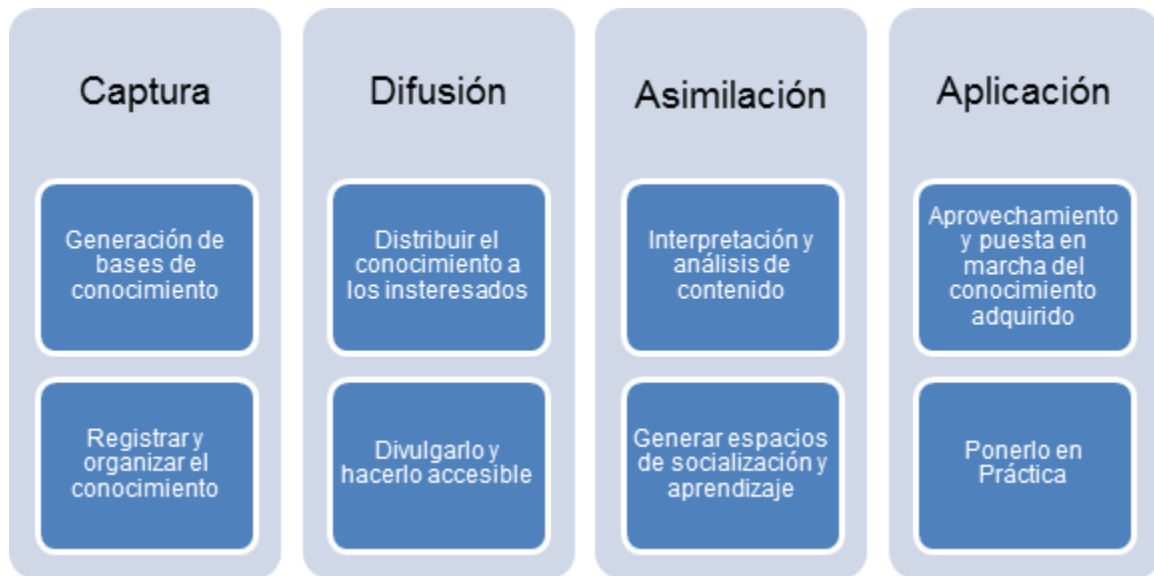 Captura
Generación de
bases de
conocimiento
Registrar y
organizar el
conocimiento
Difusión
Distribuir el
conocimiento a
los insteresados
Divulgarlo y
hacerlo accesible
Asimilación
Interpretación y
análisis de
contenido
Generar espacios
de socialización y
aprendizaje
Aplicación
Aprovechamiento
y puesta en
marcha del
conocimiento
adquirido
Ponerlo en
Práctica